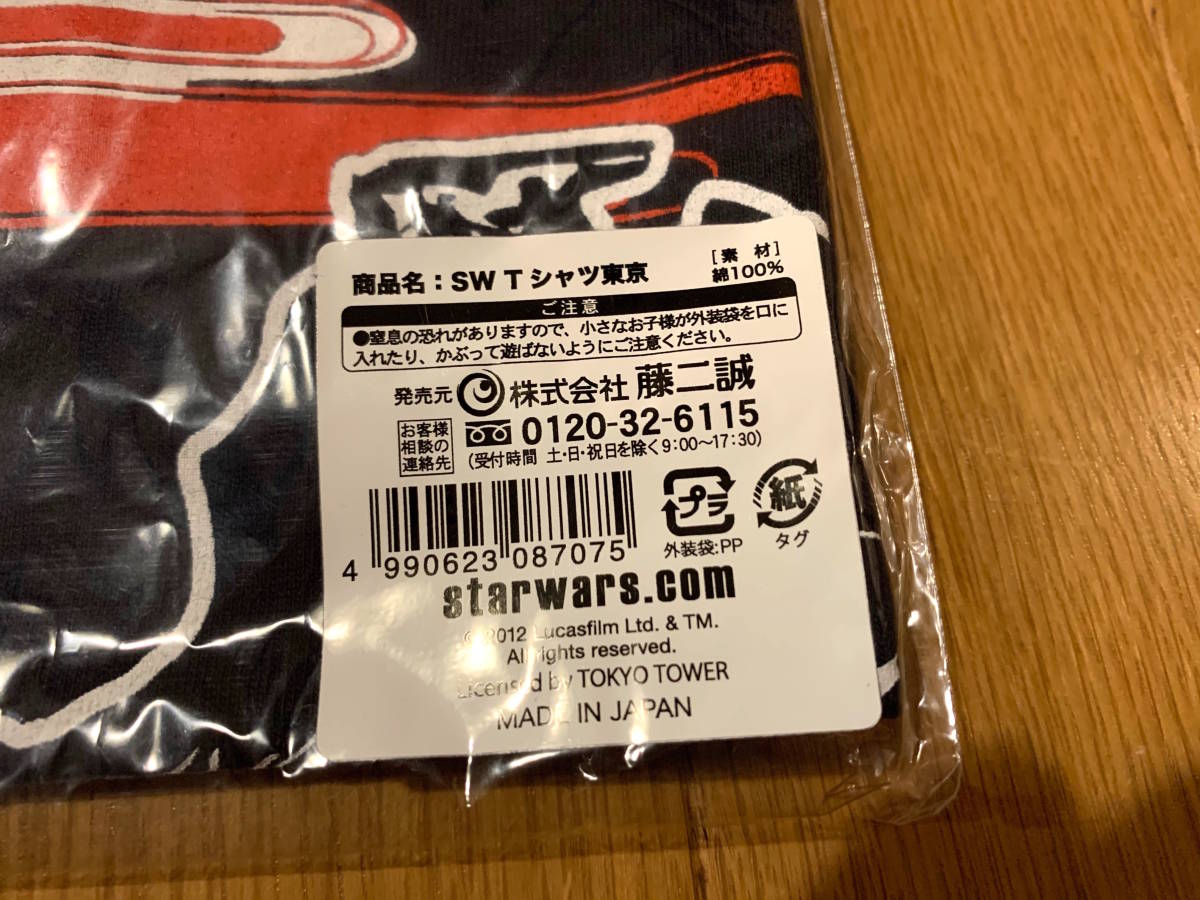 商品名：SW Tシャツ東京
[素 材]
綿100%
ご注意
●窒息の恐れがありますので、小さなお子様が外装袋を口に
入れたり、かぶって遊ばないようにご注意ください。
発売元 株式会社 藤二誠
お客様
相談の
連絡先
0120-32-6115
(受付時間 土・日・祝日を除く9:00〜17:30)
4 990623 087075
プラ
外装袋:PP
紙
タグ
starwars.com
© 2012 Lucasfilm Ltd. & TM.
All rights reserved.
Licensed by TOKYO TOWER
MADE IN JAPAN